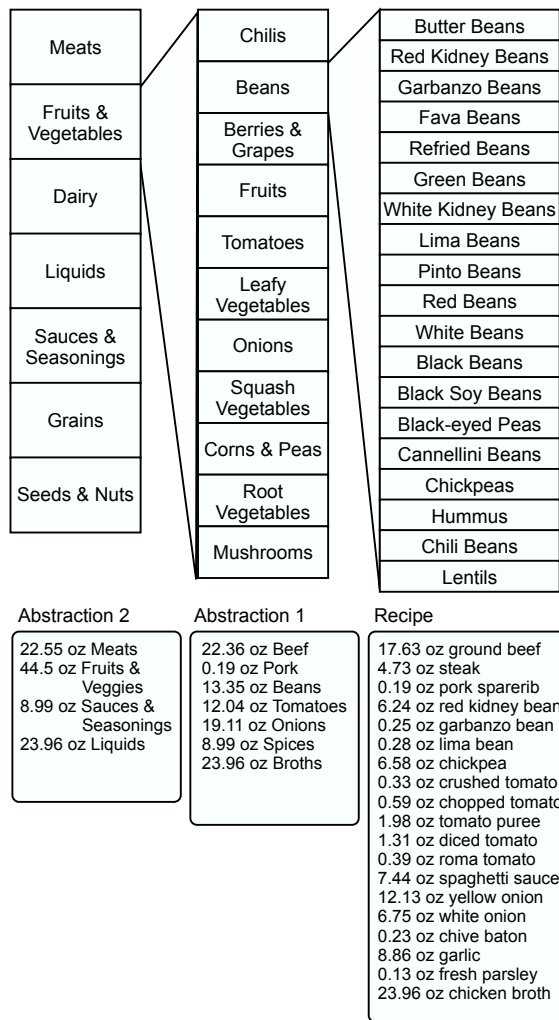 Meats
Fruits &
Vegetables
Dairy
Liquids
Sauces &
Seasonings
Grains
Seeds & Nuts
Chilis
Beans
Berries &
Grapes
Fruits
Tomatoes
Leafy
Vegetables
Onions
Squash
Vegetables
Corns & Peas
Root
Vegetables
Mushrooms
Butter Beans
Red Kidney Beans
Garbanzo Beans
Fava Beans
Refried Beans
Green Beans
White Kidney Beans
Lima Beans
Pinto Beans
Red Beans
White Beans
Black Beans
Black Soy Beans
Black-eyed Peas
Cannellini Beans
Chickpeas
Hummus
Chili Beans
Lentils
Abstraction 2
22.55 oz Meats
44.5 oz Fruits &
Veggies
8.99 oz Sauces &
Seasonings
23.96 oz Liquids
Abstraction 1
22.36 oz Beef
0.19 oz Pork
13.35 oz Beans
12.04 oz Tomatoes
19.11 oz Onions
8.99 oz Spices
23.96 oz Broths
Recipe
17.63 oz ground beef
4.73 oz steak
0.19 oz pork sparerib
6.24 oz red kidney bean
0.25 oz garbanzo bean
0.28 oz lima bean
6.58 oz chickpea
0.33 oz crushed tomato
0.59 oz chopped tomato
1.98 oz tomato puree
1.31 oz diced tomato
0.39 oz roma tomato
7.44 oz spaghetti sauce
12.13 oz yellow onion
6.75 oz white onion
0.23 oz chive baton
8.86 oz garlic
0.13 oz fresh parsley
23.96 oz chicken broth